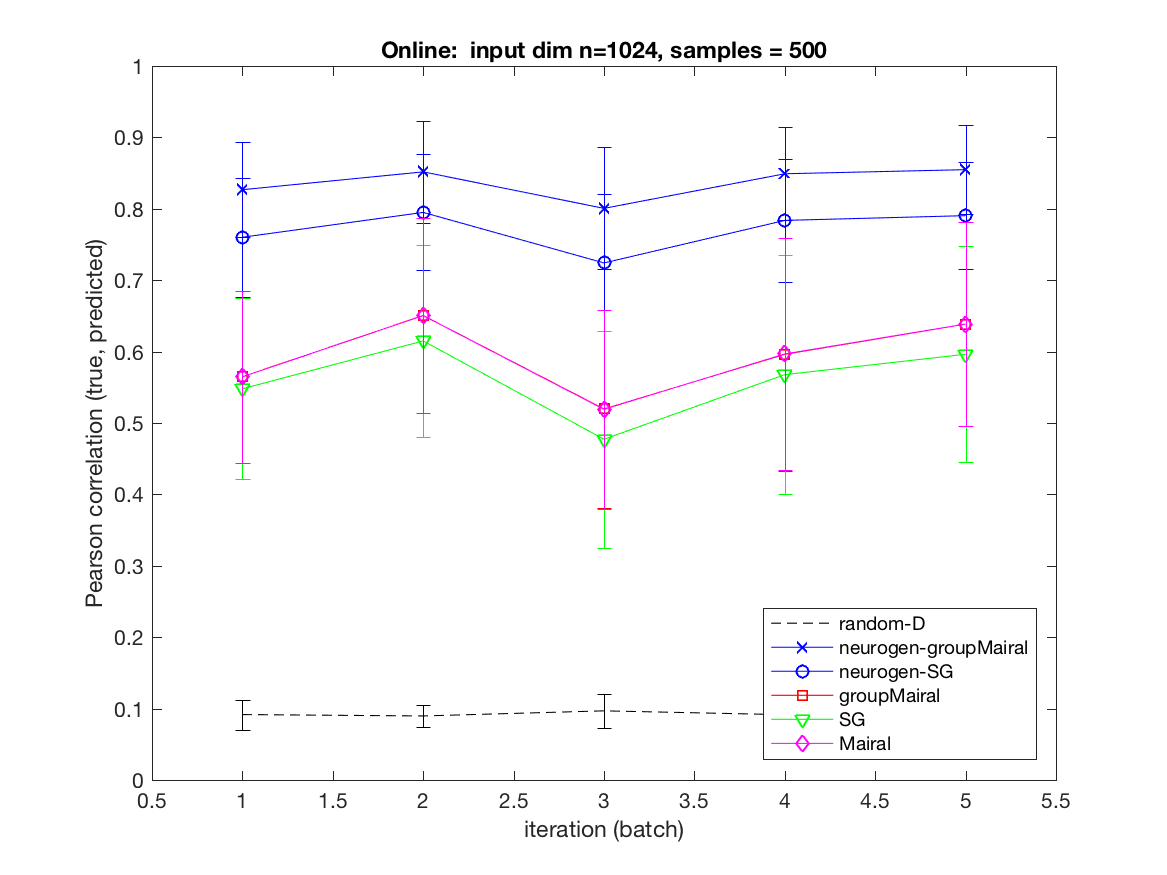 Online:  input dim n=1024, samples = 500
1
0.9
0.8
0.7
0.6
0.5
0.4
0.3
0.2
0.1
0
Pearson correlation (true, predicted)
random-D
neurogen-groupMairal
neurogen-SG
groupMairal
SG
Mairal
0.5 1 1.5 2 2.5 3 3.5 4 4.5 5 5.5
iteration (batch)